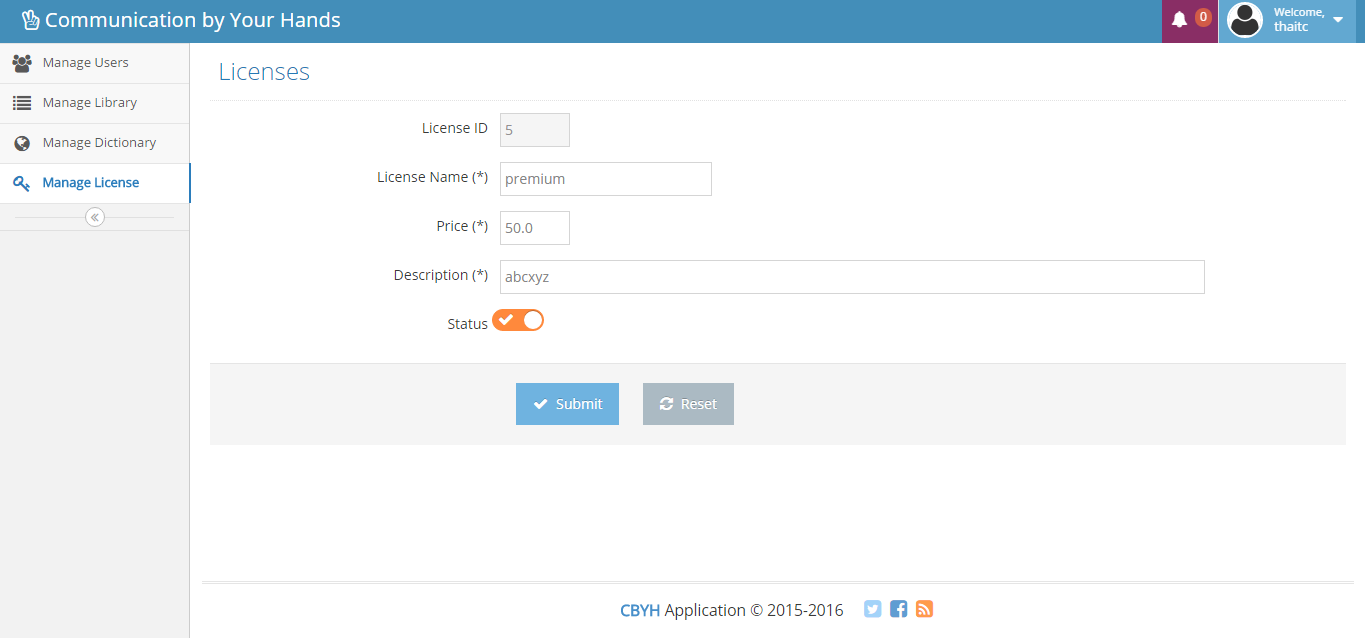 Communication by Your Hands
0
Welcome,
thaitc
Manage Users
Manage Library
Manage Dictionary
Manage License
Licenses
License ID 5
License Name (*) premium
Price (*) 50.0
Description (*) abcxyz
Status
Submit Reset
CBYH Application © 2015-2016